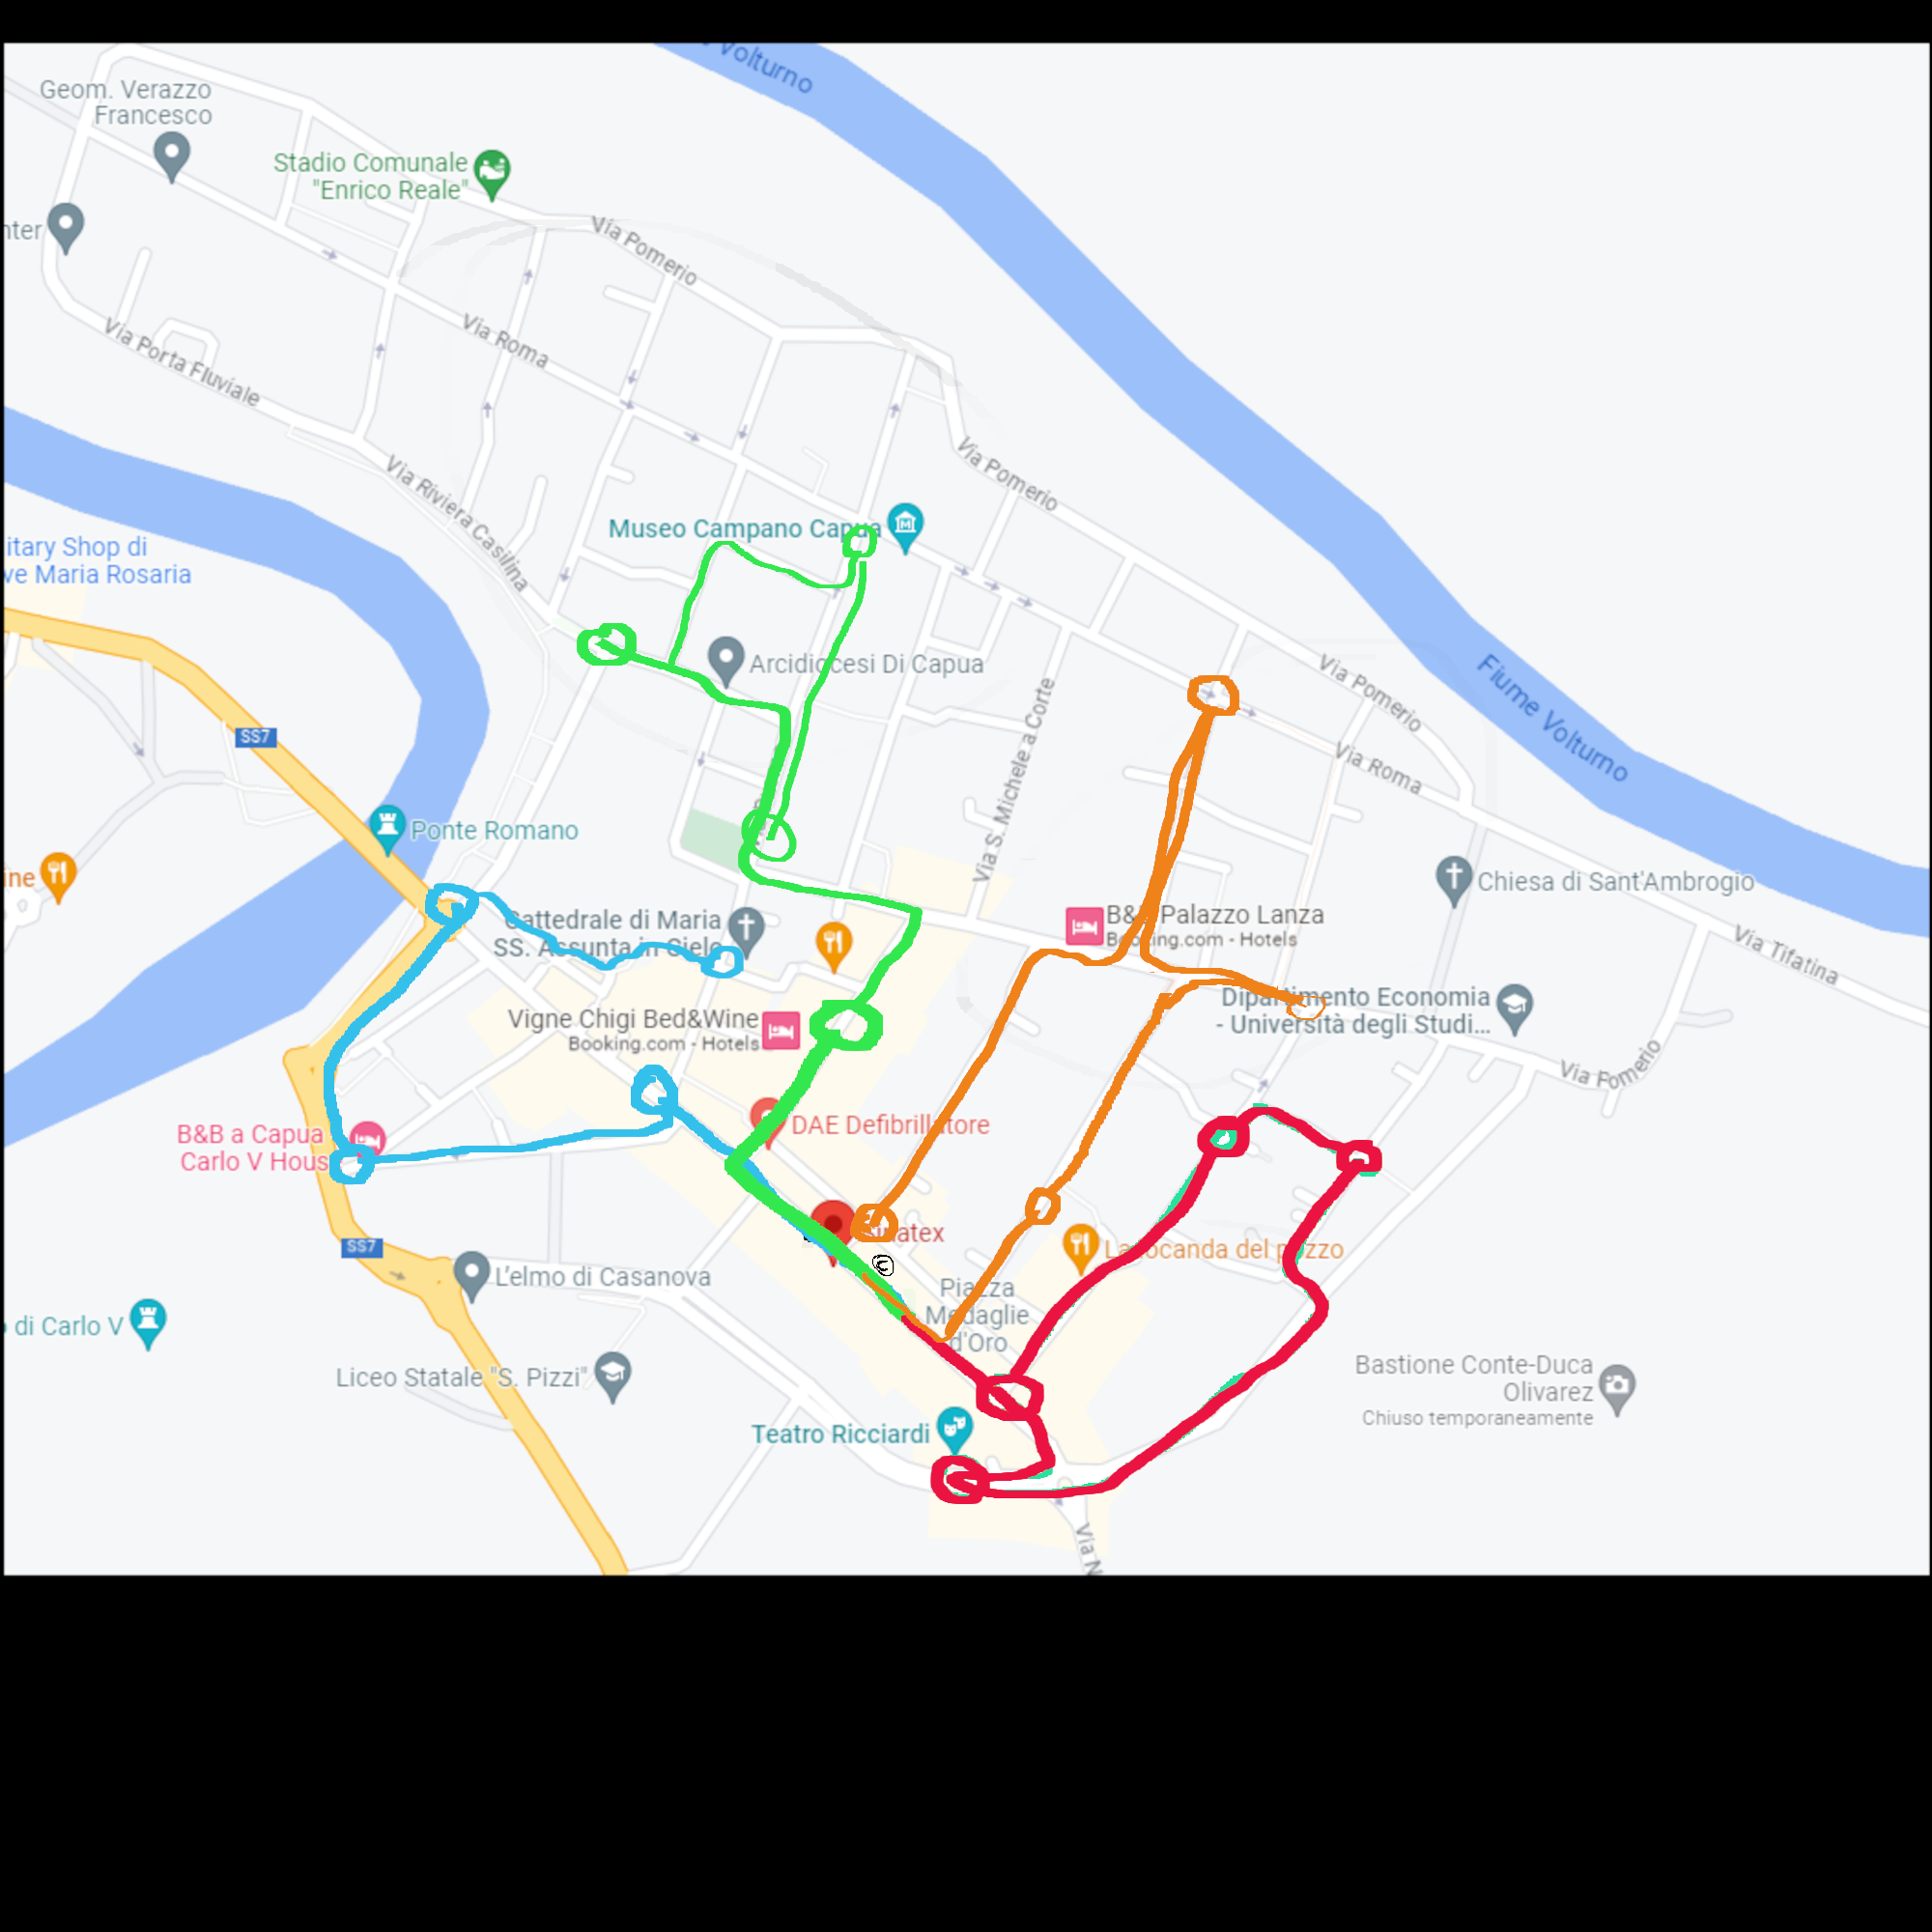 Volturno
Geom. Verazzo
Francesco
Stadio Comunale
"Enrico Reale"
nter
Via Pomerio
Via Roma
Via Porta Fluviale
Via Riviera Casilina
Via Pomerio
Museo Campano Capua
itary Shop di
ve Maria Rosaria
Arcidiocesi Di Capua
Via S. Michele a Corte
Via Pomerio
Fiume Volturno
Via Roma
SS7
Ponte Romano
ine
Chiesa di Sant'Ambrogio
Cattedrale di Maria
SS. Assunta in Cielo
B&B Palazzo Lanza
Booking.com - Hotels
Via Tifatina
Vigne Chigi Bed&Wine
Booking.com - Hotels
Dipartimento Economia
- Università degli Studi...
Via Pomerio
DAE Defibrillatore
B&B a Capua
Carlo V Hous
SS7
natex
La locanda del pozzo
L'elmo di Casanova
Piazza
Medaglie
d'Oro
di Carlo V
Liceo Statale "S. Pizzi"
Bastione Conte-Duca
Olivarez
Chiuso temporaneamente
Teatro Ricciardi
Via N